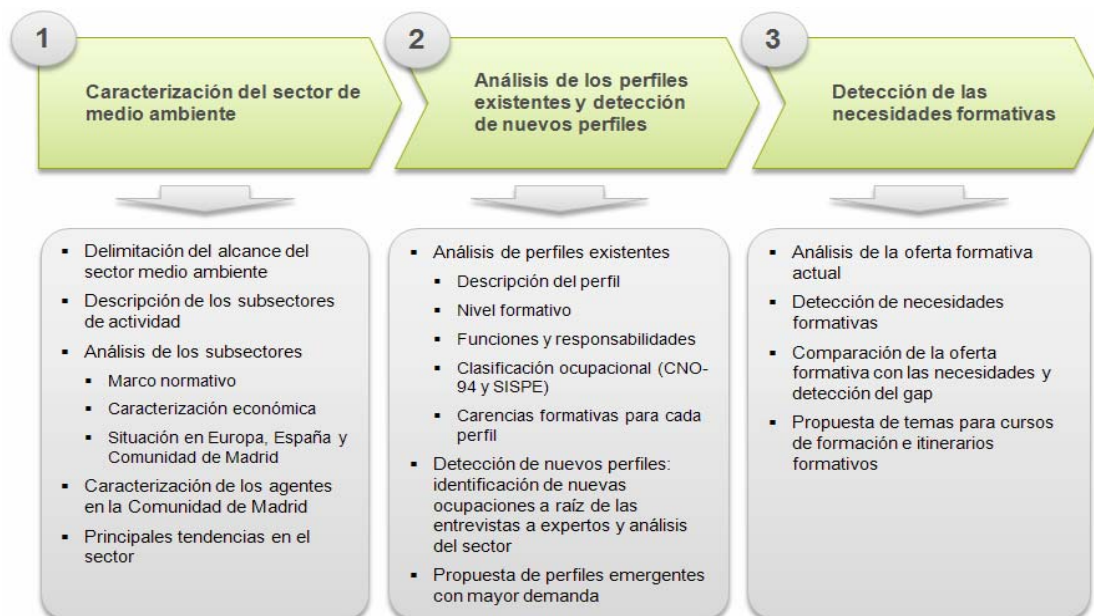 1
Caracterización del sector de
medio ambiente
▪ Delimitación del alcance del
sector medio ambiente
▪ Descripción de los subsectores
de actividad
▪ Análisis de los subsectores
▪ Marco normativo
▪ Caracterización económica
▪ Situación en Europa, España y
Comunidad de Madrid
▪ Caracterización de los agentes
en la Comunidad de Madrid
▪ Principales tendencias en el
sector
2
Análisis de los perfiles
existentes y detección
de nuevos perfiles
▪ Análisis de perfiles existentes
▪ Descripción del perfil
▪ Nivel formativo
▪ Funciones y responsabilidades
▪ Clasificación ocupacional (CNO-
94 y SISPE)
▪ Carencias formativas para cada
perfil
▪ Detección de nuevos perfiles:
identificación de nuevas
ocupaciones a raíz de las
entrevistas a expertos y análisis
del sector
▪ Propuesta de perfiles emergentes
con mayor demanda
3
Detección de las
necesidades formativas
▪ Análisis de la oferta formativa
actual
▪ Detección de necesidades
formativas
▪ Comparación de la oferta
formativa con las necesidades y
detección del gap
▪ Propuesta de temas para cursos
de formación e itinerarios
formativos